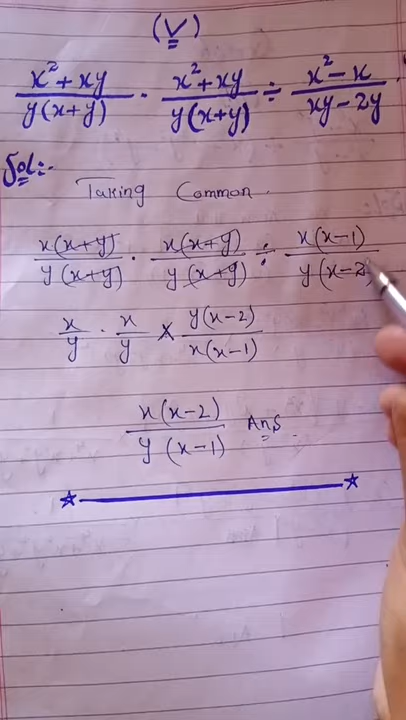 (V)
x²+xy / y(x+y) · x²+xy / y(x+y) ÷ x²-x / xy-2y
Sol:-
Taking Common.
x(x+y) / y(x+y) · x(x+y) / y(x+y) ÷ x(x-1) / y(x-2)
x/y · x/y × y(x-2) / x(x-1)
x(x-2) / y(x-1) Ans